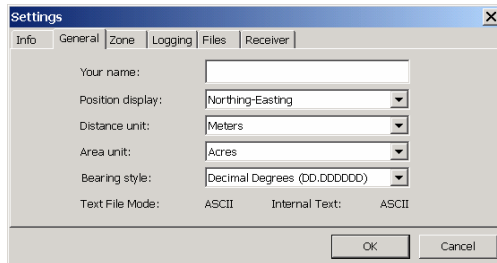 Settings
Info General Zone Logging Files Receiver
Your name:
Position display: Northing-Easting
Distance unit: Meters
Area unit: Acres
Bearing style: Decimal Degrees (DD.DDDDDD)
Text File Mode: ASCII Internal Text: ASCII
OK Cancel